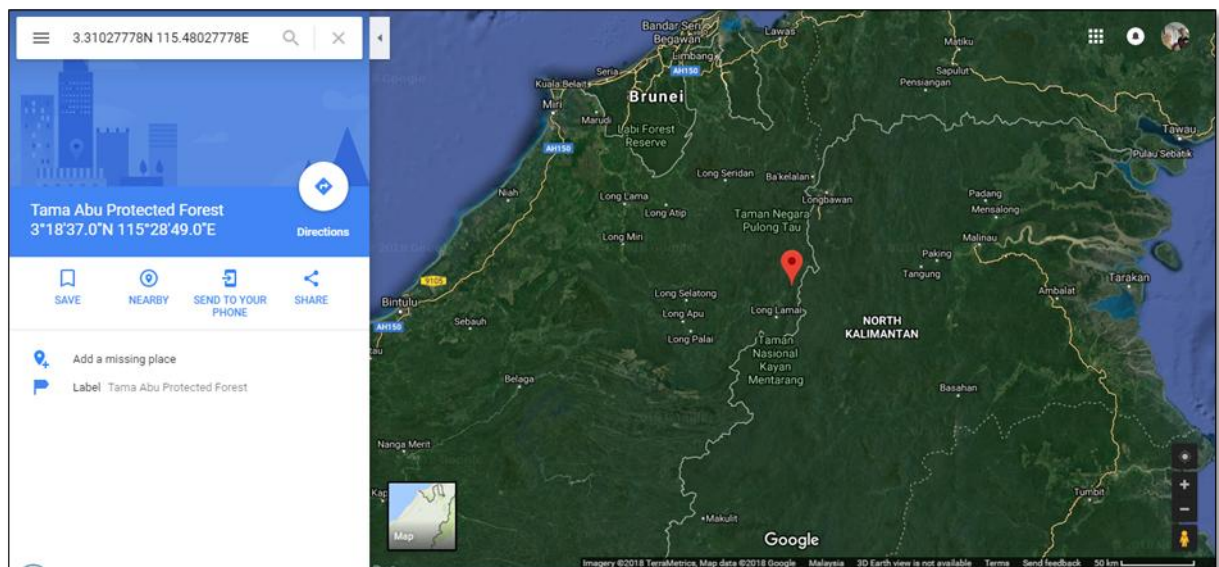 3.31027778N 115.48027778E
Tama Abu Protected Forest
3°18'37.0"N 115°28'49.0"E
Directions
SAVE
NEARBY
SEND TO YOUR
PHONE
SHARE
Add a missing place
Label Tama Abu Protected Forest
Bandar Seri
Begawan
Lawas
Limbang
Matiku
Seria
AH150
Sapulut
Kuala Belait
Pensiangan
Brunei
Miri
Marudi
Labi Forest
Reserve
Tawau
AH150
Pulau Sebatik
Long Seridan
Ba'kelalan
Niah
Long Lama
Longbawan
Padang
Long Atip
Taman Negara
Pulong Tau
Mensalong
Long Miri
Malinau
Paking
Tangung
Tarakan
9105
Long Selatong
Ambalat
Bintulu
Long Apu
Long Lamai
NORTH
KALIMANTAN
AH150
Sebauh
Long Palai
Taman
Nasional
Kayan
Mentarang
tau
Belaga
Basahan
Nanga Merit
Kap
Tumbit
Map
Makulit
Google
Imagery ©2018 TerraMetrics, Map data ©2018 Google Malaysia 3D Earth view is not available Terms Send feedback 50 km